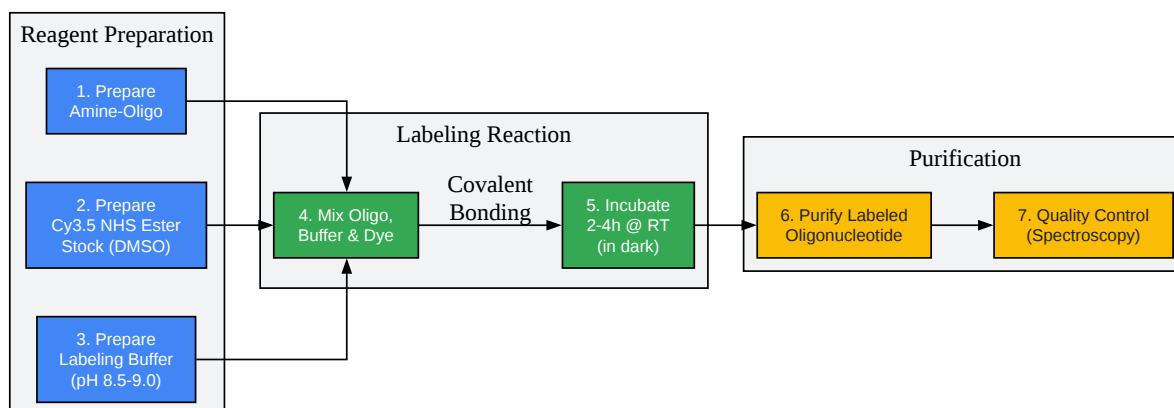 Reagent Preparation
1. Prepare
Amine-Oligo
2. Prepare
Cy3.5 NHS Ester
Stock (DMSO)
3. Prepare
Labeling Buffer
(pH 8.5-9.0)
Labeling Reaction
4. Mix Oligo,
Buffer & Dye
Covalent
Bonding
5. Incubate
2-4h @ RT
(in dark)
Purification
6. Purify Labeled
Oligonucleotide
7. Quality Control
(Spectroscopy)